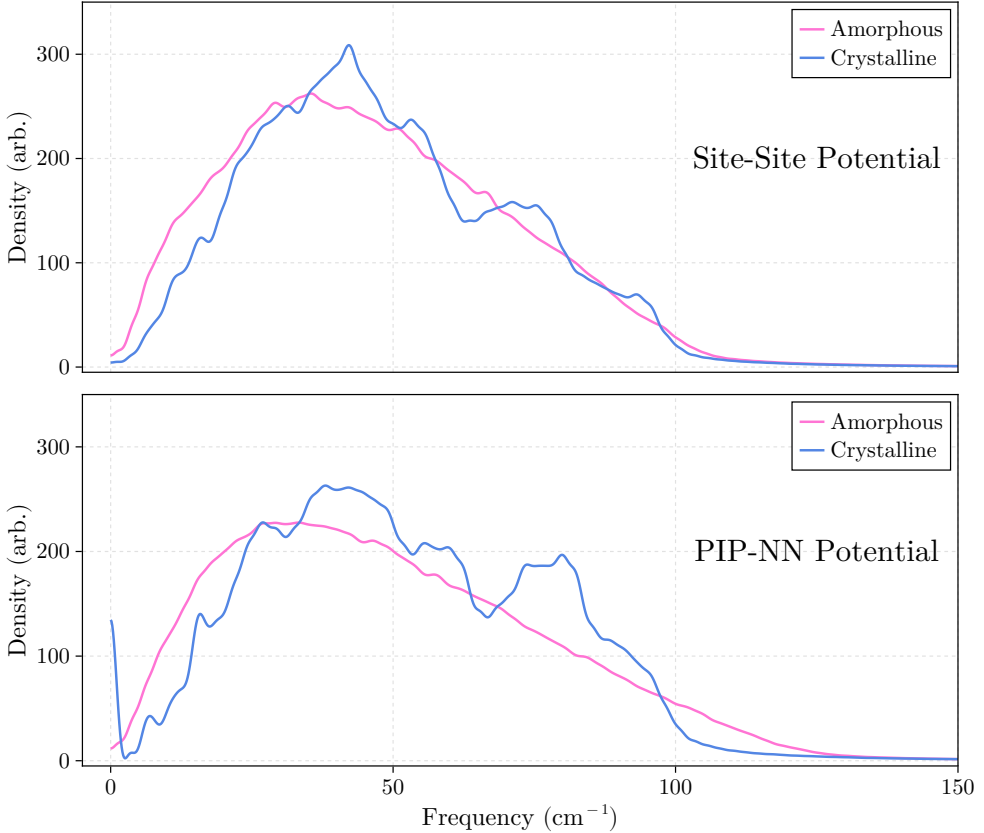 300
200
100
0
Density (arb.)
Amorphous
Crystalline
Site-Site Potential
300
200
100
0
Density (arb.)
Amorphous
Crystalline
PIP-NN Potential
0
50
100
150
Frequency (cm⁻¹)